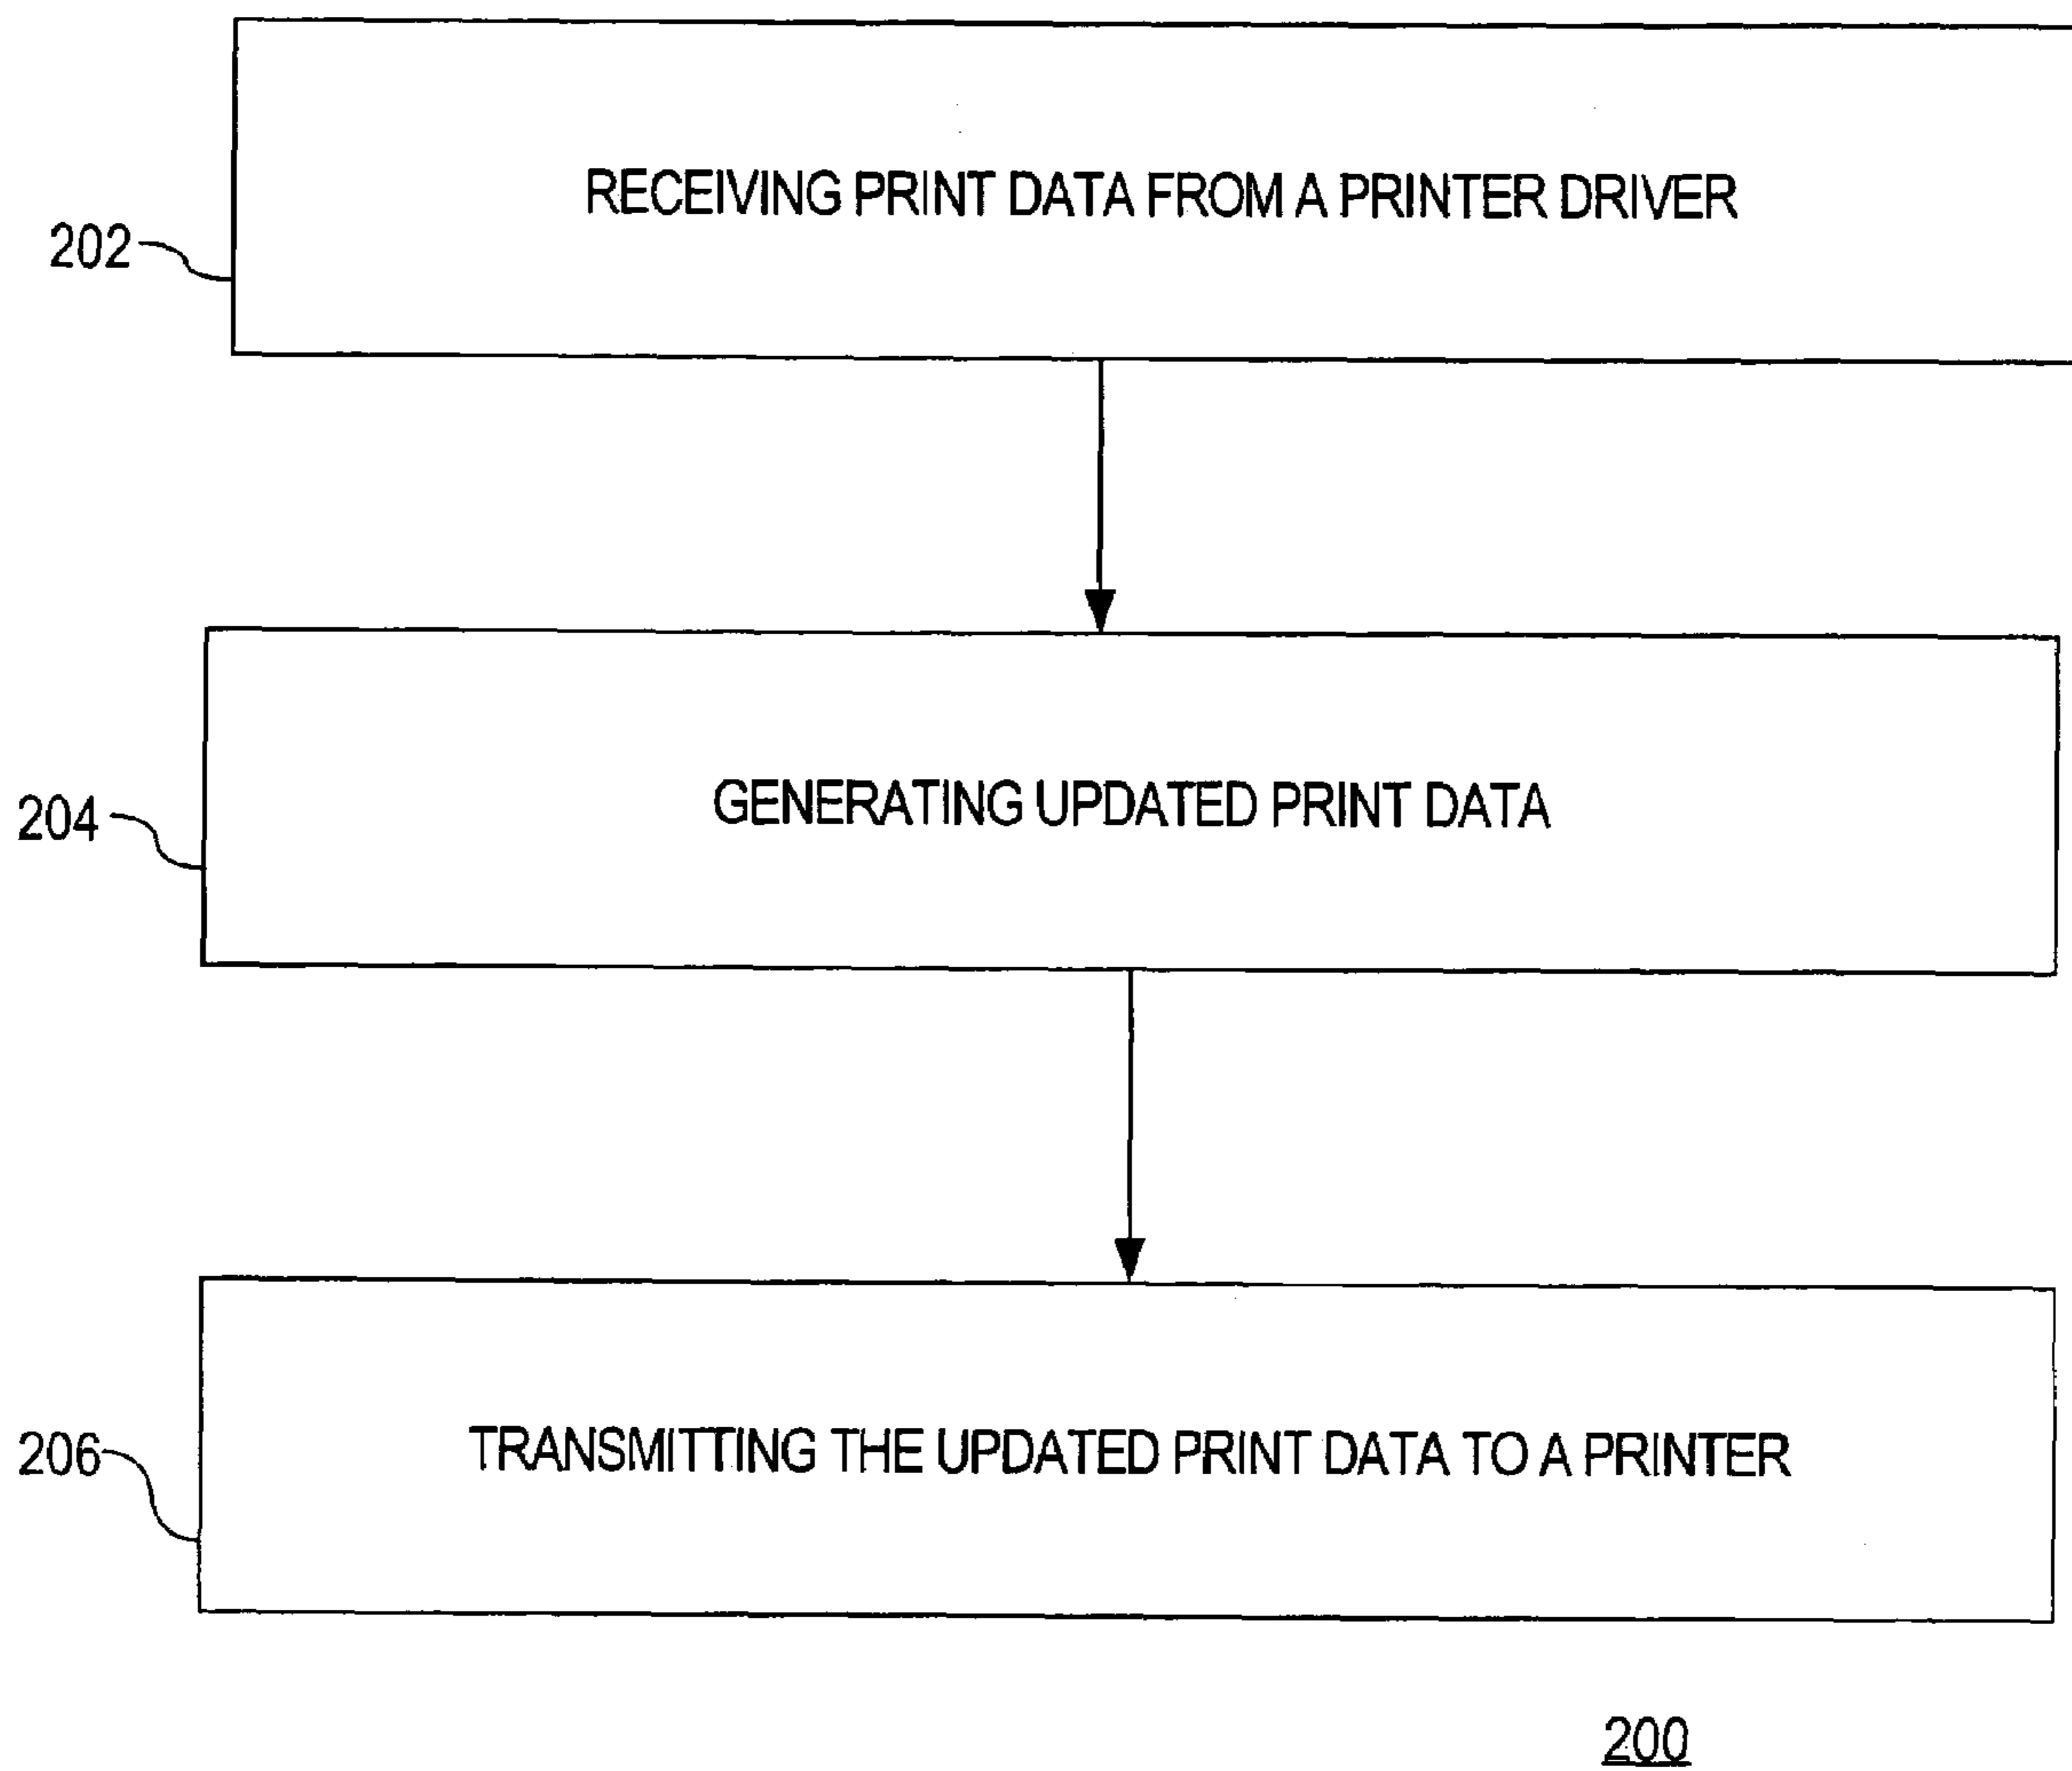 RECEIVING PRINT DATA FROM A PRINTER DRIVER
202
GENERATING UPDATED PRINT DATA
204
TRANSMITTING THE UPDATED PRINT DATA TO A PRINTER
206
200